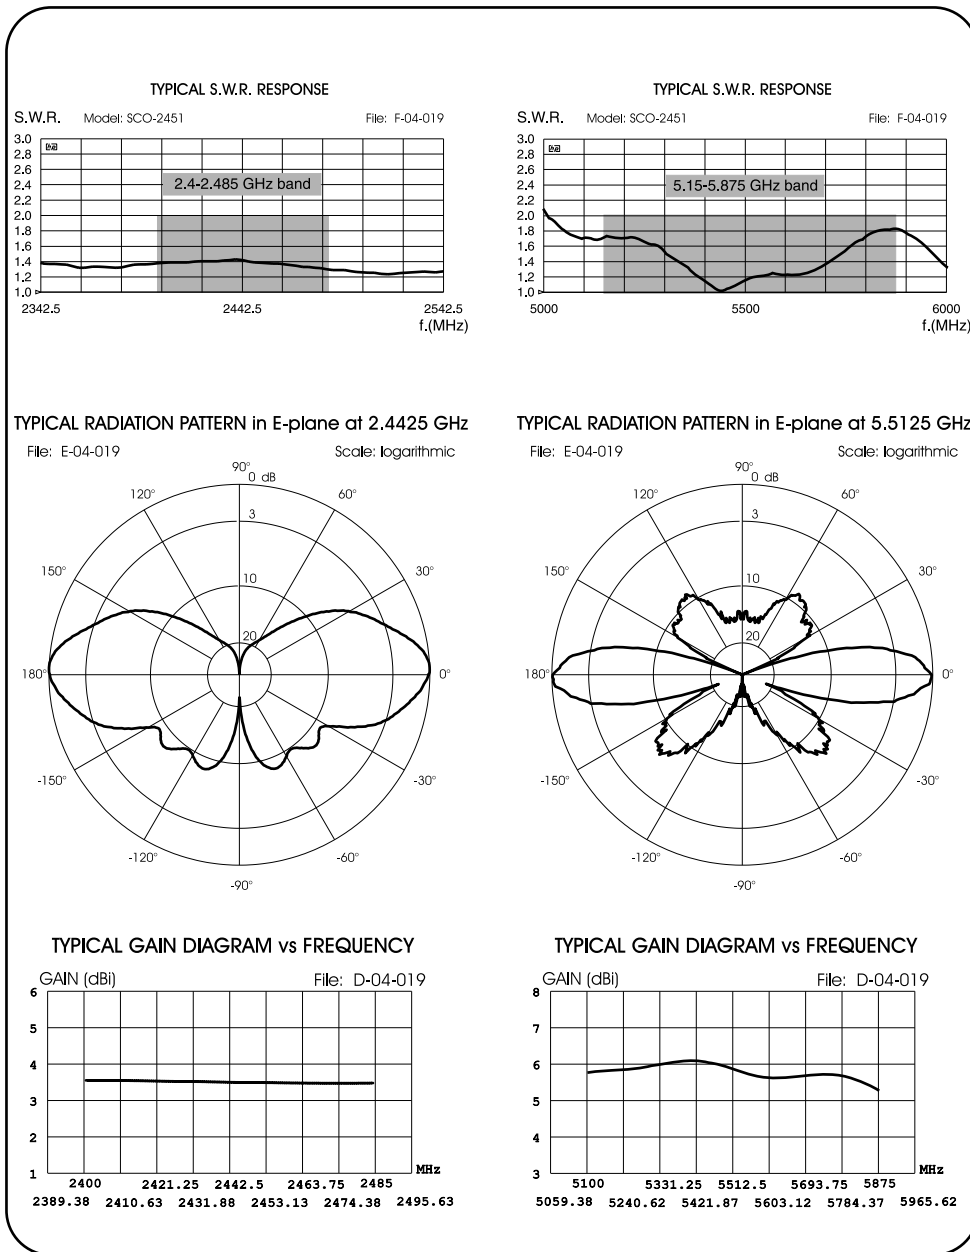 TYPICAL S.W.R. RESPONSE
S.W.R. Model: SCO-2451 File: F-04-019
3.0
2.8
2.6
2.4
2.2
2.0
1.8
1.6
1.4
1.2
1.0
2.4-2.485 GHz band
2342.5 2442.5 2542.5
f.(MHz)
TYPICAL S.W.R. RESPONSE
S.W.R. Model: SCO-2451 File: F-04-019
3.0
2.8
2.6
2.4
2.2
2.0
1.8
1.6
1.4
1.2
1.0
5.15-5.875 GHz band
5000 5500 6000
f.(MHz)
TYPICAL RADIATION PATTERN in E-plane at 2.4425 GHz
File: E-04-019 Scale: logarithmic
90°
0 dB
120° 60°
3
150° 10 30°
20
180° 0°
-150° -30°
-120° -60°
-90°
TYPICAL RADIATION PATTERN in E-plane at 5.5125 GHz
File: E-04-019 Scale: logarithmic
90°
0 dB
120° 60°
3
150° 10 30°
20
180° 0°
-150° -30°
-120° -60°
-90°
TYPICAL GAIN DIAGRAM vs FREQUENCY
GAIN (dBi) File: D-04-019
6
5
4
3
2
1
MHz
2400 2421.25 2442.5 2463.75 2485
2389.38 2410.63 2431.88 2453.13 2474.38 2495.63
TYPICAL GAIN DIAGRAM vs FREQUENCY
GAIN (dBi) File: D-04-019
8
7
6
5
4
3
MHz
5100 5331.25 5512.5 5693.75 5875
5059.38 5240.62 5421.87 5603.12 5784.37 5965.62